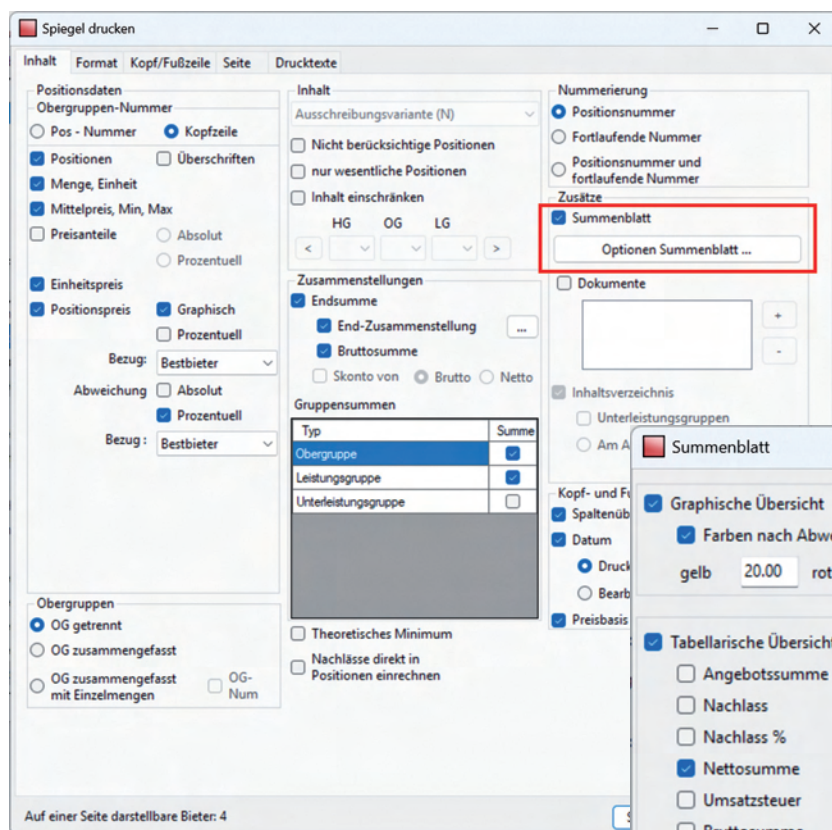 Spiegel drucken
Inhalt Format Kopf/Fußzeile Seite Drucktexte
Positionsdaten
Obergruppen-Nummer
Pos - Nummer Kopfzeile
Positionen Überschriften
Menge, Einheit
Mittelpreis, Min, Max
Preisanteile Absolut
Prozentuell
Einheitspreis
Positionspreis Graphisch
Prozentuell
Bezug: Bestbieter
Abweichung Absolut
Prozentuell
Bezug : Bestbieter
Obergruppen
OG getrennt
OG zusammengefasst
OG zusammengefasst
mit Einzelmengen
OG-
Num
Inhalt
Ausschreibungsvariante (N)
Nicht berücksichtige Positionen
nur wesentliche Positionen
Inhalt einschränken
HG OG LG
< >
Zusammenstellungen
Endsumme
End-Zusammenstellung ...
Bruttosumme
Skonto von Brutto Netto
Gruppensummen
Typ Summe
Obergruppe
Leistungsgruppe
Unterleistungsgruppe
Theoretisches Minimum
Nachlässe direkt in
Positionen einrechnen
Nummerierung
Positionsnummer
Fortlaufende Nummer
Positionsnummer und
fortlaufende Nummer
Zusätze
Summenblatt
Optionen Summenblatt ...
Dokumente
+
-
Inhaltsverzeichnis
Unterleistungsgruppen
Am A
Kopf- und Fu
Spaltenüb
Datum
Druck
Bearb
Preisbasis
Summenblatt
Graphische Übersicht
Farben nach Abwe
gelb 20.00 rot
Tabellarische Übersicht
Angebotssumme
Nachlass
Nachlass %
Nettosumme
Umsatzsteuer
Auf einer Seite darstellbare Bieter: 4